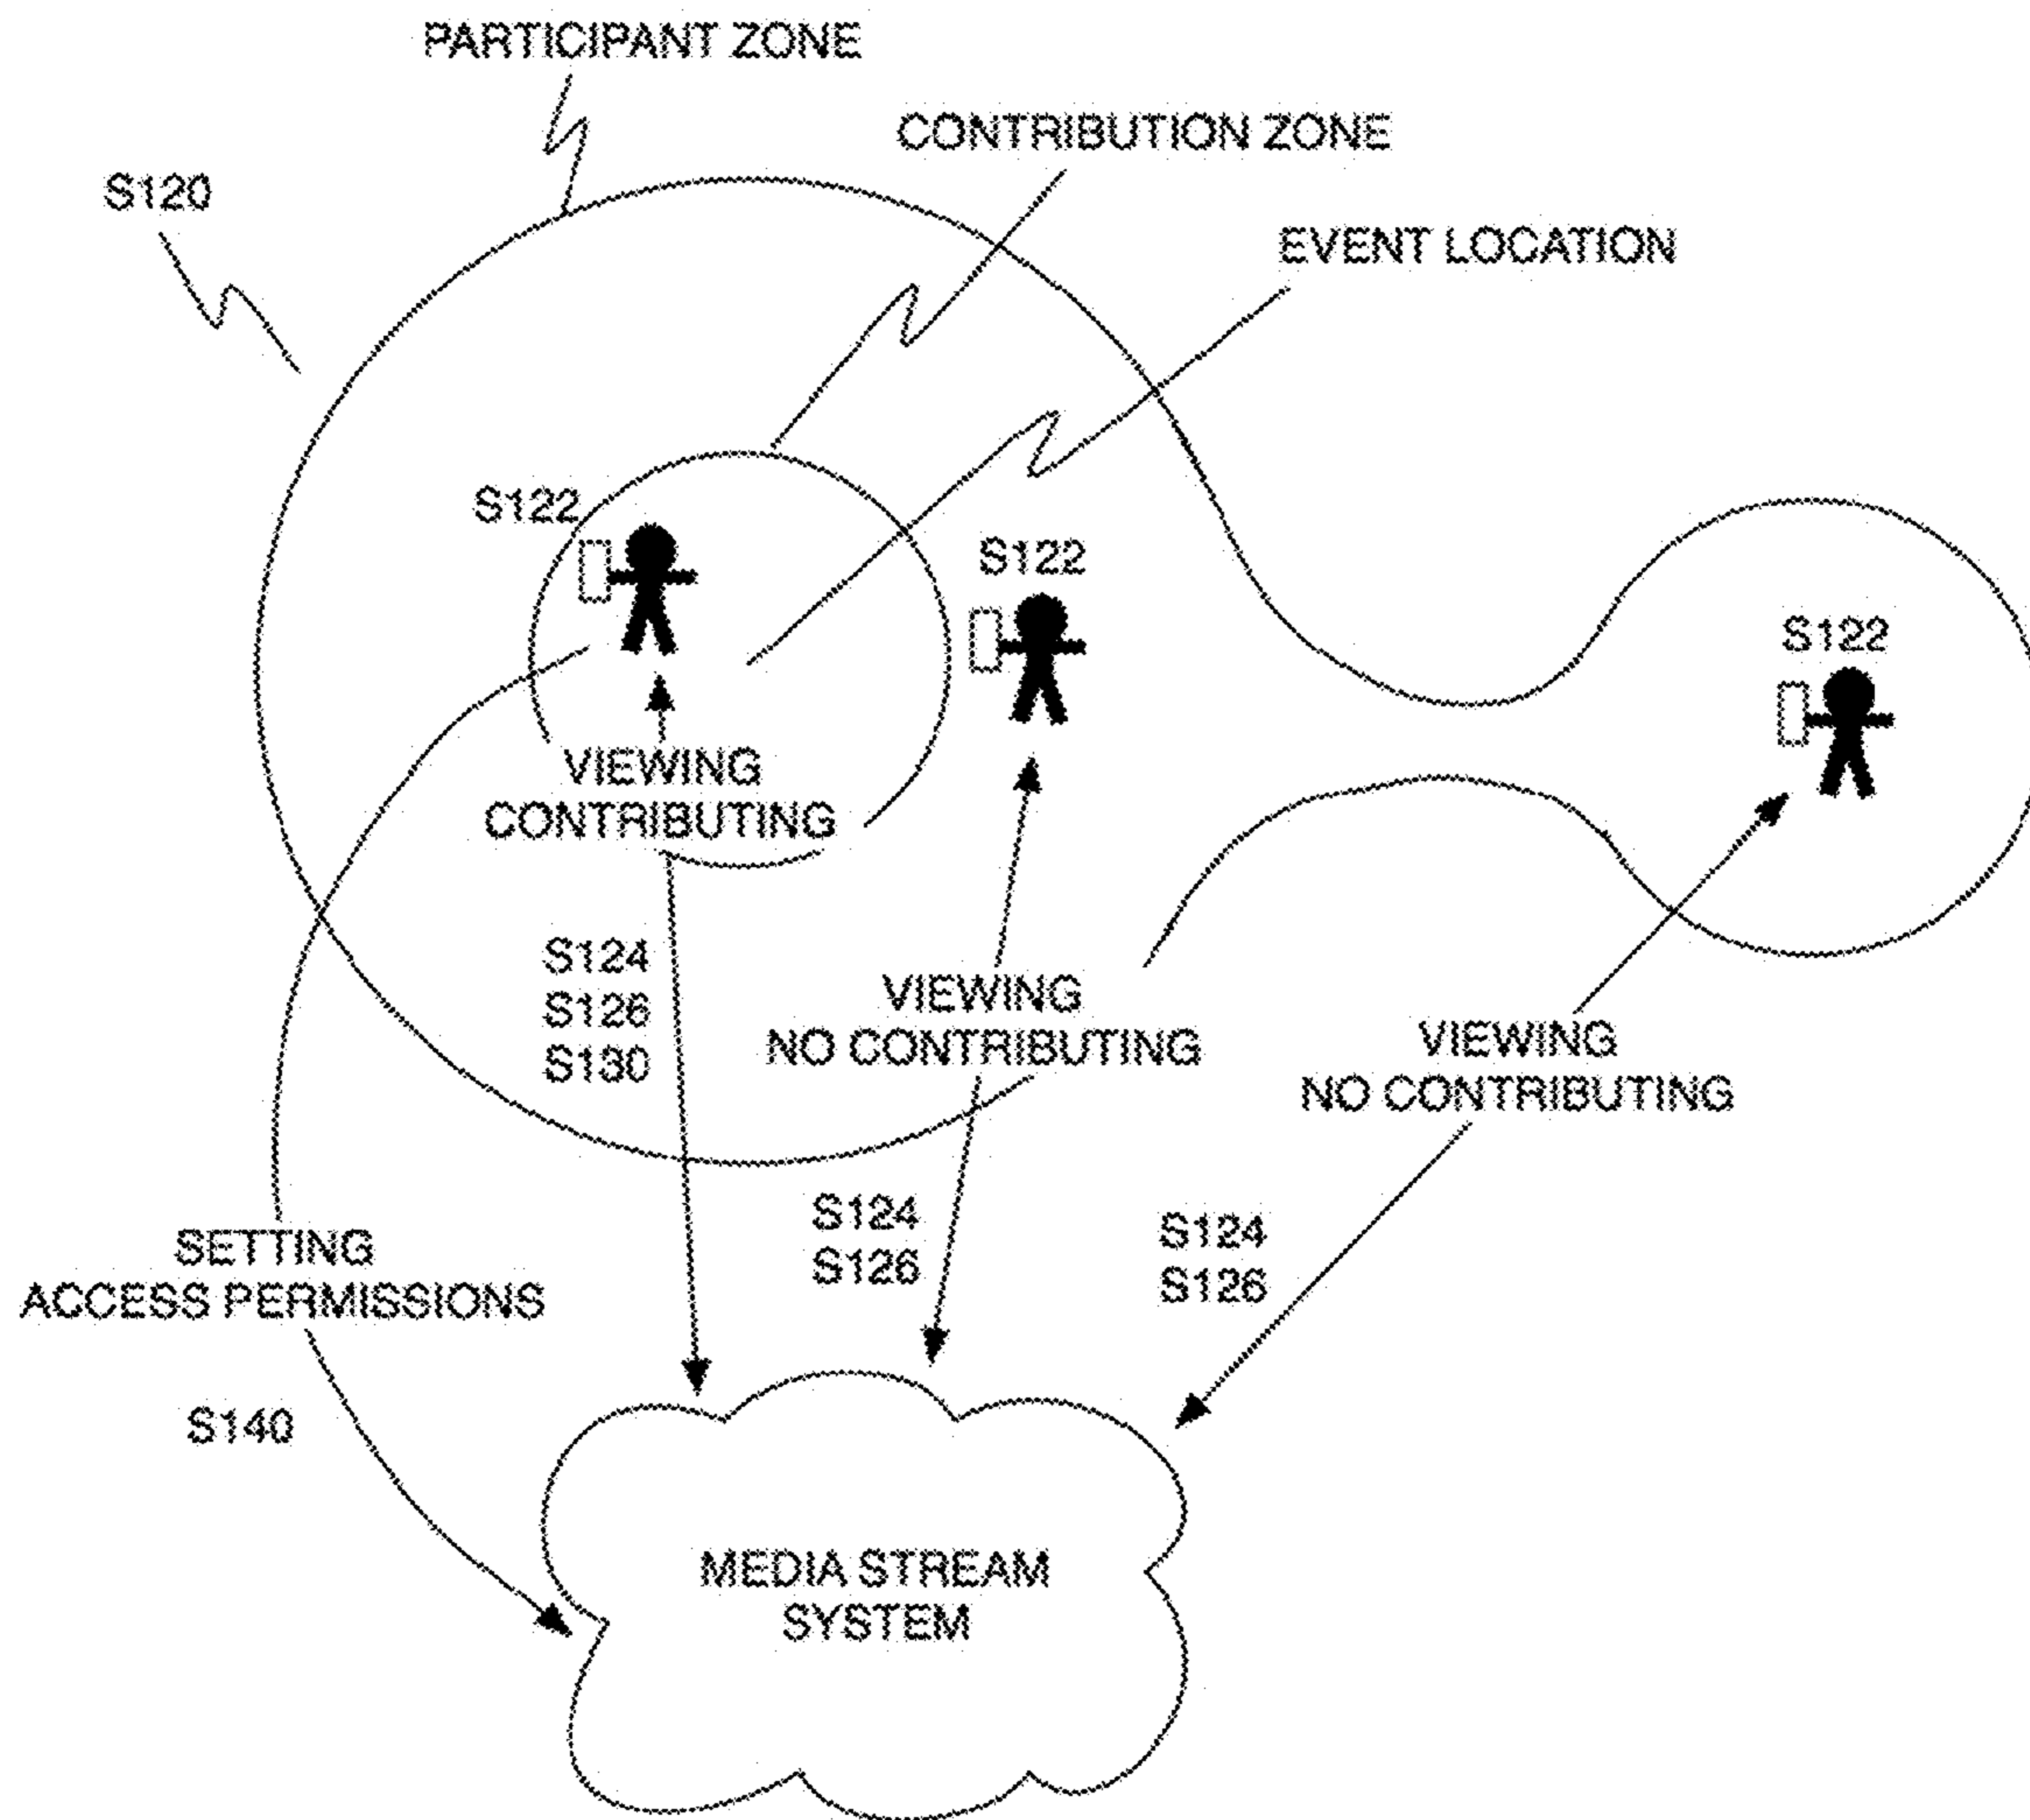 PARTICIPANT ZONE
CONTRIBUTION ZONE
S120
EVENT LOCATION
S122
S122
S122
VIEWING
CONTRIBUTING
S124
S126
S130
VIEWING
NO CONTRIBUTING
VIEWING
NO CONTRIBUTING
S124
S126
S124
S126
SETTING
ACCESS PERMISSIONS
S140
MEDIA STREAM
SYSTEM